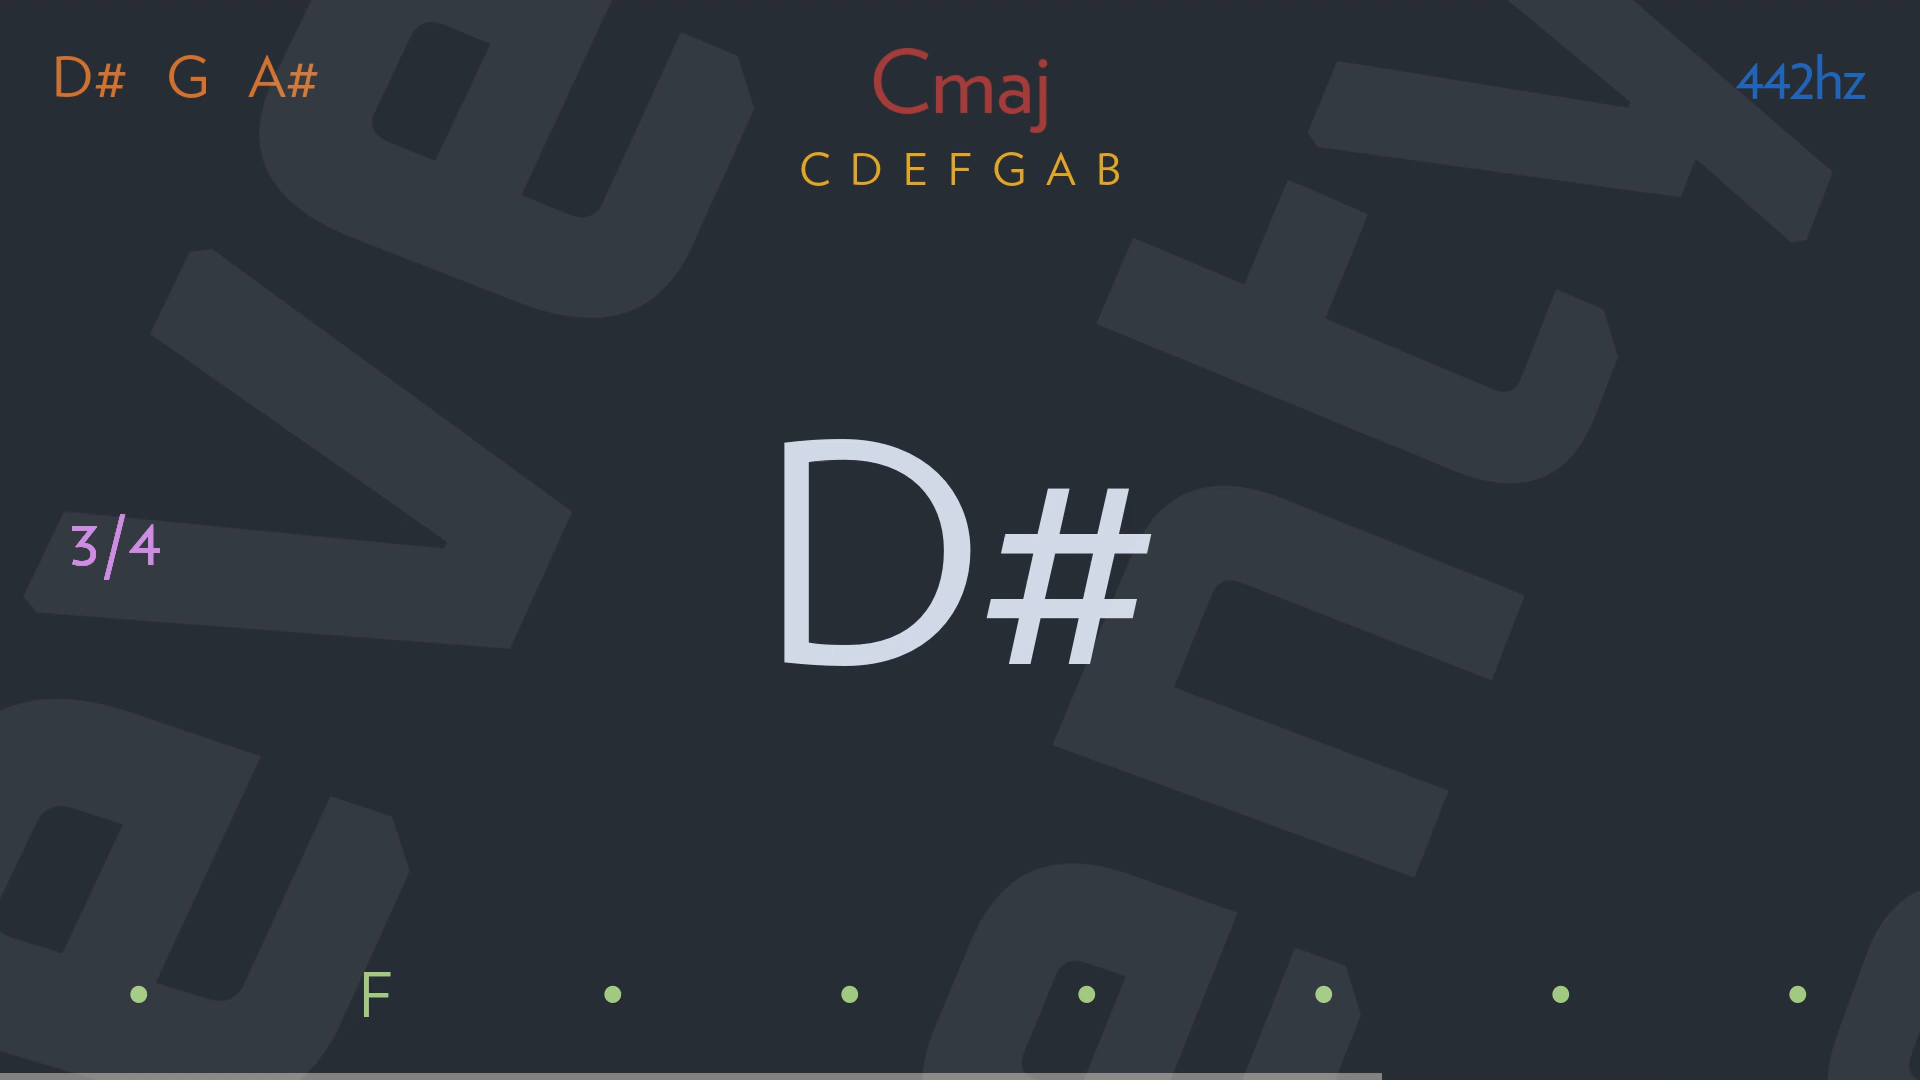 D# G A#
Cmaj
442hz
C D E F G A B
D#
3/4
F